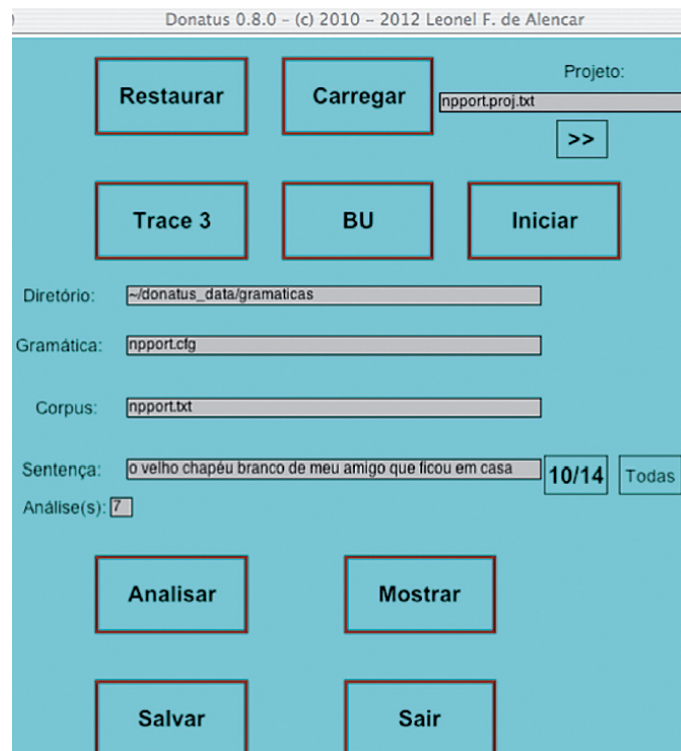 Donatus 0.8.0 - (c) 2010 – 2012 Leonel F. de Alencar
Projeto:
Restaurar
Carregar
npport.proj.txt
>>
Trace 3
BU
Iniciar
Diretório:
~/donatus_data/gramaticas
Gramática:
npport.cfg
Corpus:
npport.txt
Sentença:
o velho chapéu branco de meu amigo que ficou em casa
10/14
Todas
Análise(s):
7
Analisar
Mostrar
Salvar
Sair